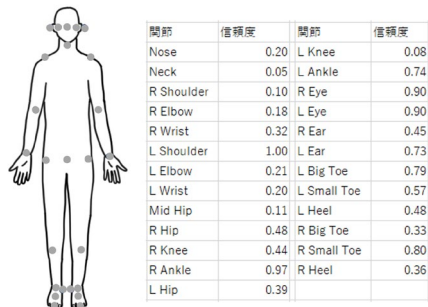 関節 信頼度 関節 信頼度
Nose 0.20 L Knee 0.08
Neck 0.05 L Ankle 0.74
R Shoulder 0.10 R Eye 0.90
R Elbow 0.18 L Eye 0.90
R Wrist 0.32 R Ear 0.45
L Shoulder 1.00 L Ear 0.73
L Elbow 0.21 L Big Toe 0.79
L Wrist 0.20 L Small Toe 0.57
Mid Hip 0.11 L Heel 0.48
R Hip 0.48 R Big Toe 0.33
R Knee 0.44 R Small Toe 0.80
R Ankle 0.97 R Heel 0.36
L Hip 0.39